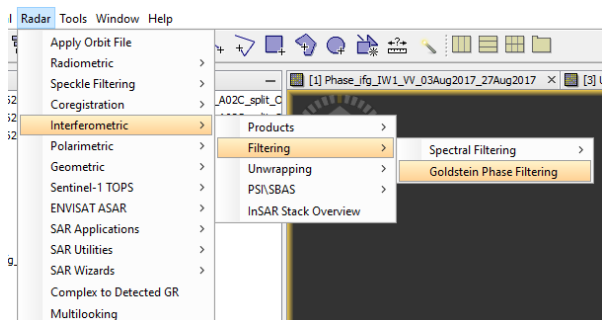 Radar Tools Window Help
Apply Orbit File
Radiometric
Speckle Filtering
Coregistration
Interferometric
Polarimetric
Geometric
Sentinel-1 TOPS
ENVISAT ASAR
SAR Applications
SAR Utilities
SAR Wizards
Complex to Detected GR
Multilooking
Products
Filtering
Unwrapping
PSI\SBAS
InSAR Stack Overview
Spectral Filtering
Goldstein Phase Filtering
[1] Phase_ifg_IW1_VV_03Aug2017_27Aug2017
[3]
_A02C_split_O